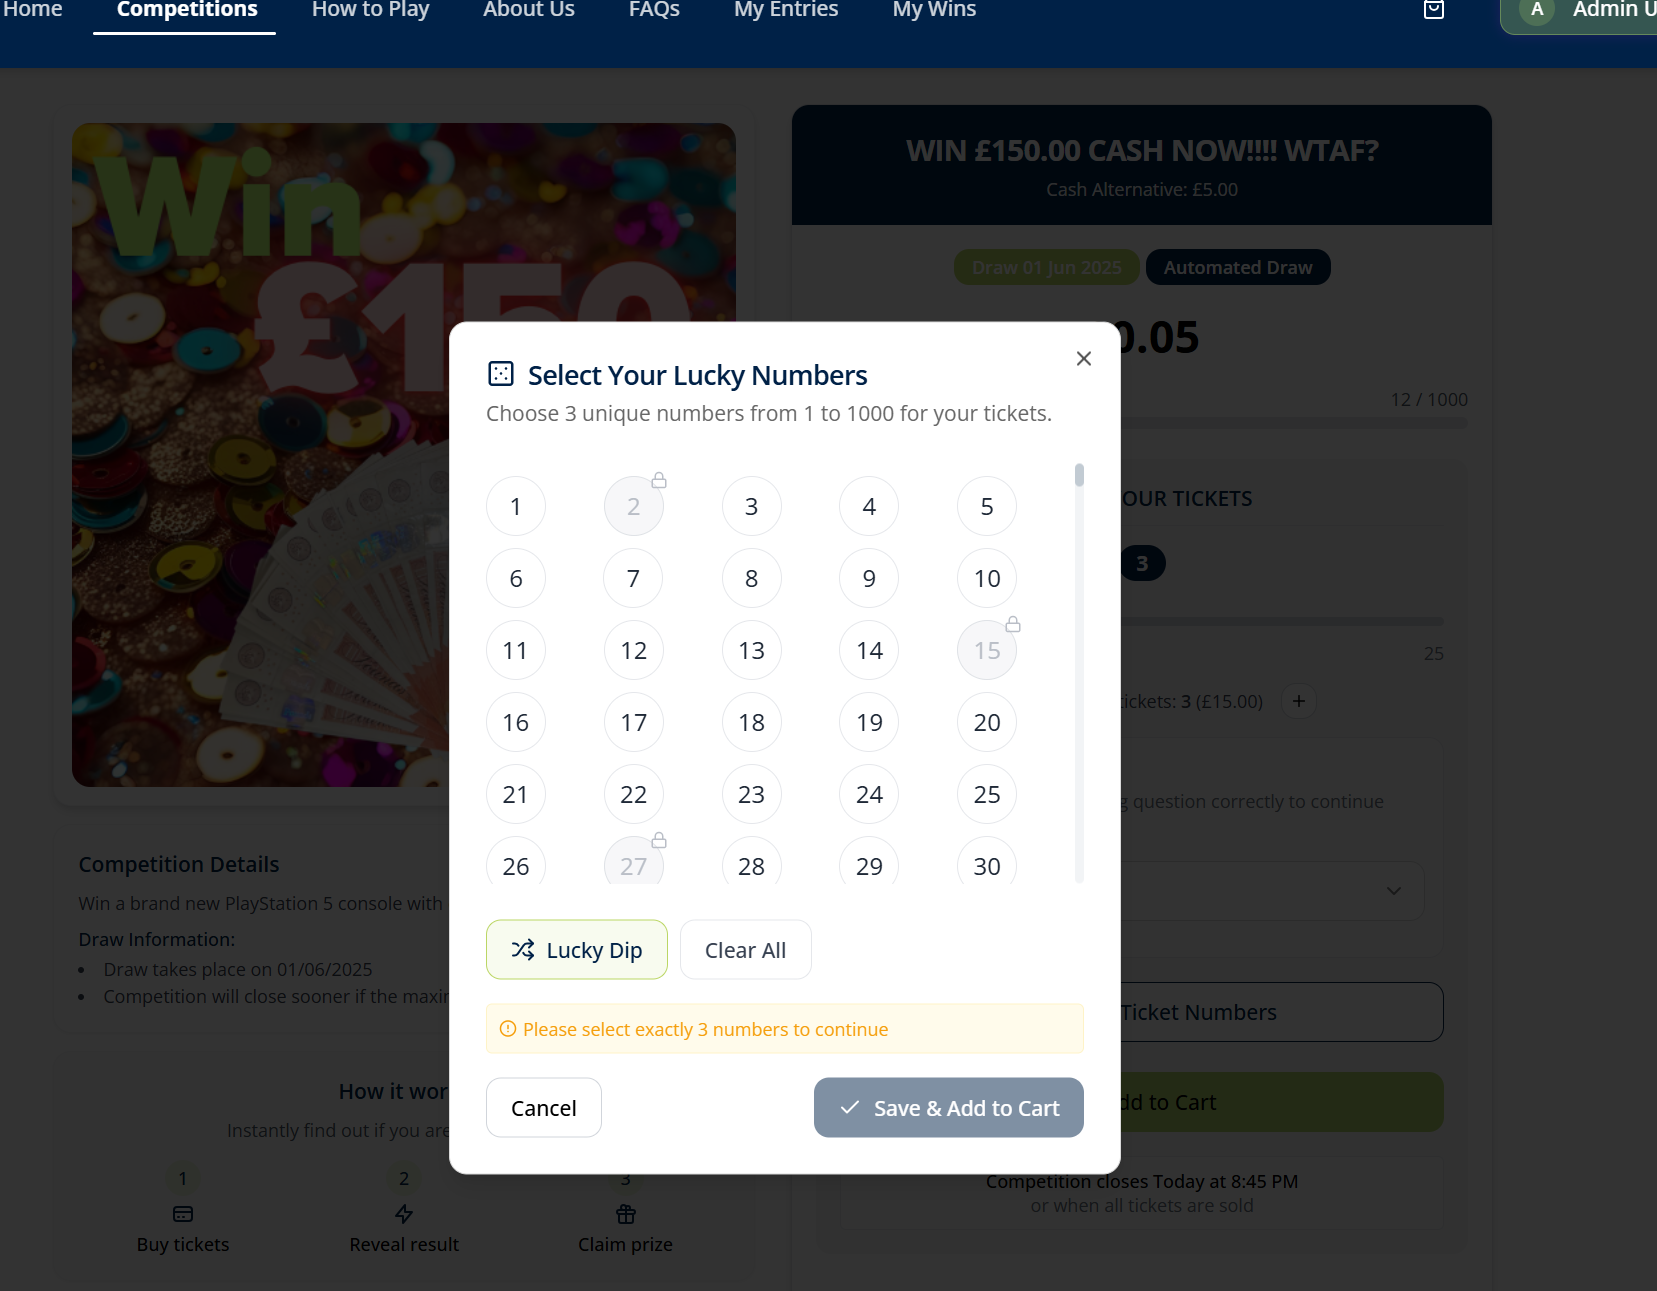 Home Competitions How to Play About Us FAQs My Entries My Wins
A Admin U
Win
£150
WIN £150.00 CASH NOW!!!! WTAF?
Cash Alternative: £5.00
Draw 01 Jun 2025 Automated Draw
0.05
12 / 1000
OUR TICKETS
3
25
tickets: 3 (£15.00) +
g question correctly to continue
Ticket Numbers
dd to Cart
Competition closes Today at 8:45 PM
or when all tickets are sold
Select Your Lucky Numbers
Choose 3 unique numbers from 1 to 1000 for your tickets.
1 2 3 4 5
6 7 8 9 10
11 12 13 14 15
16 17 18 19 20
21 22 23 24 25
26 27 28 29 30
Lucky Dip Clear All
Please select exactly 3 numbers to continue
Cancel Save & Add to Cart
Competition Details
Win a brand new PlayStation 5 console with
Draw Information:
• Draw takes place on 01/06/2025
• Competition will close sooner if the maxir
How it wor
Instantly find out if you are
1 2 3
Buy tickets Reveal result Claim prize